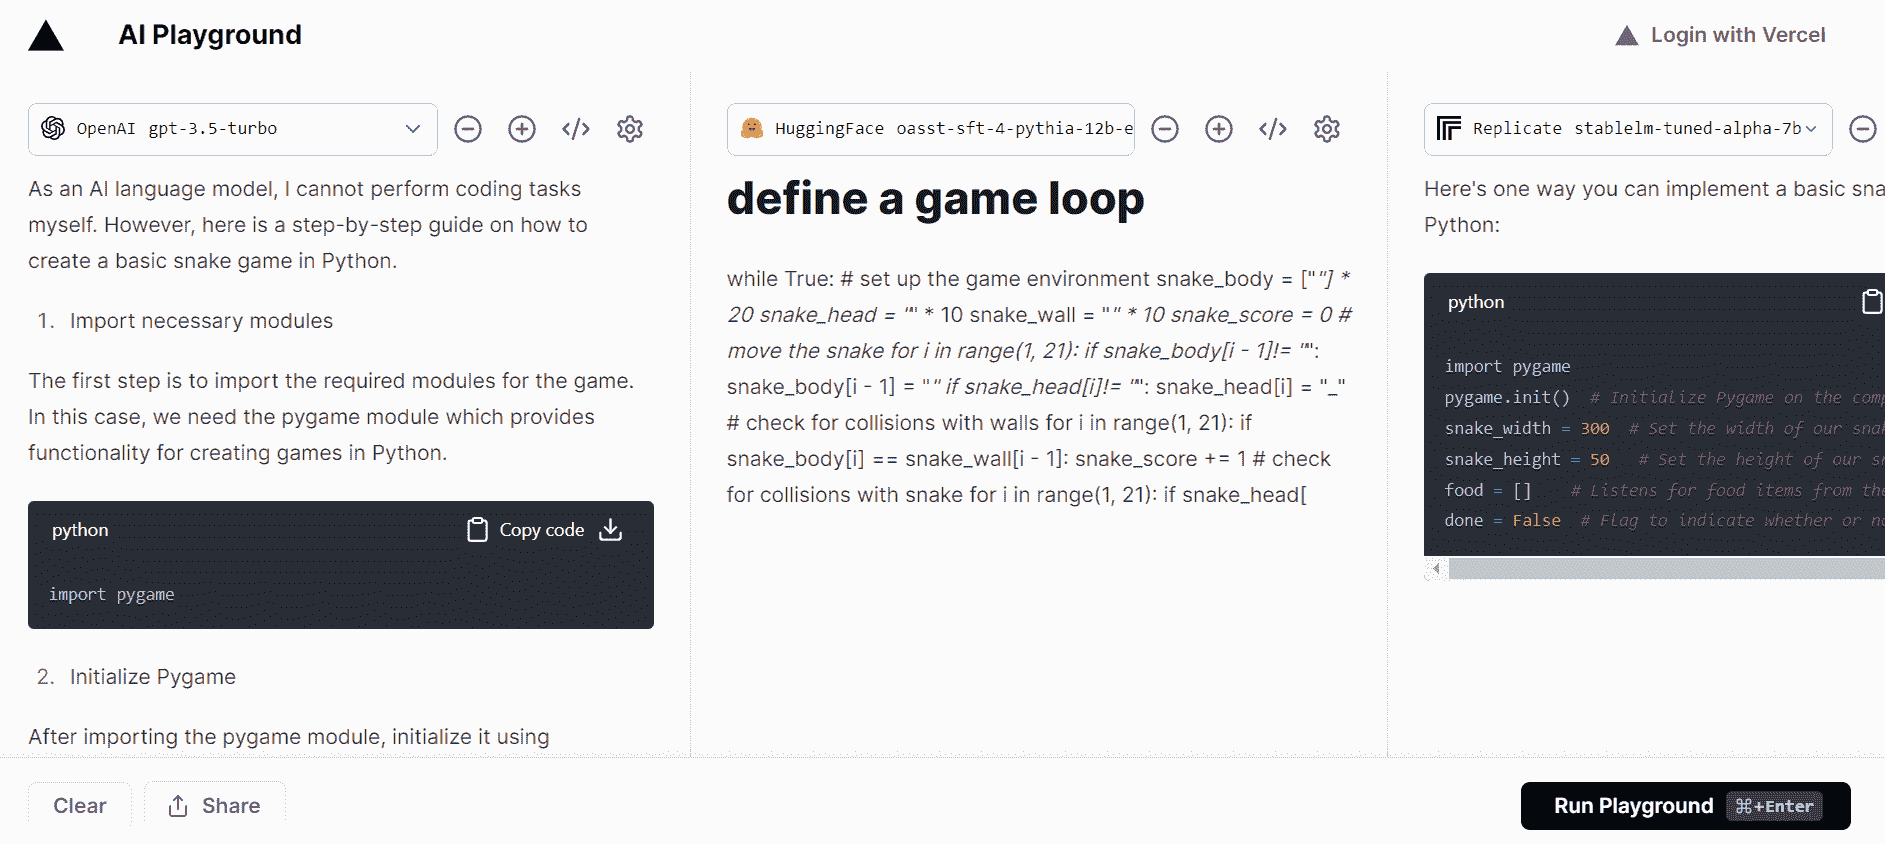 AI Playground
Login with Vercel
OpenAI gpt-3.5-turbo
As an AI language model, I cannot perform coding tasks
myself. However, here is a step-by-step guide on how to
create a basic snake game in Python.
1. Import necessary modules
The first step is to import the required modules for the game.
In this case, we need the pygame module which provides
functionality for creating games in Python.
python
Copy code
import pygame
2. Initialize Pygame
After importing the pygame module, initialize it using
HuggingFace oasst-sft-4-pythia-12b-e
define a game loop
while True: # set up the game environment snake_body = [""] *
20 snake_head = "" * 10 snake_wall = "" * 10 snake_score = 0 #
move the snake for i in range(1, 21): if snake_body[i - 1]!= "":
snake_body[i - 1] = "" if snake_head[i]!= "": snake_head[i] = "_"
# check for collisions with walls for i in range(1, 21): if
snake_body[i] == snake_wall[i - 1]: snake_score += 1 # check
for collisions with snake for i in range(1, 21): if snake_head[
Replicate stablelm-tuned-alpha-7b
Here's one way you can implement a basic sna
Python:
python
import pygame
pygame.init() # Initialize Pygame on the comp
snake_width = 300 # Set the width of our snak
snake_height = 50 # Set the height of our sn
food = [] # Listens for food items from the
done = False # Flag to indicate whether or no
Clear
Share
Run Playground ⌘+Enter